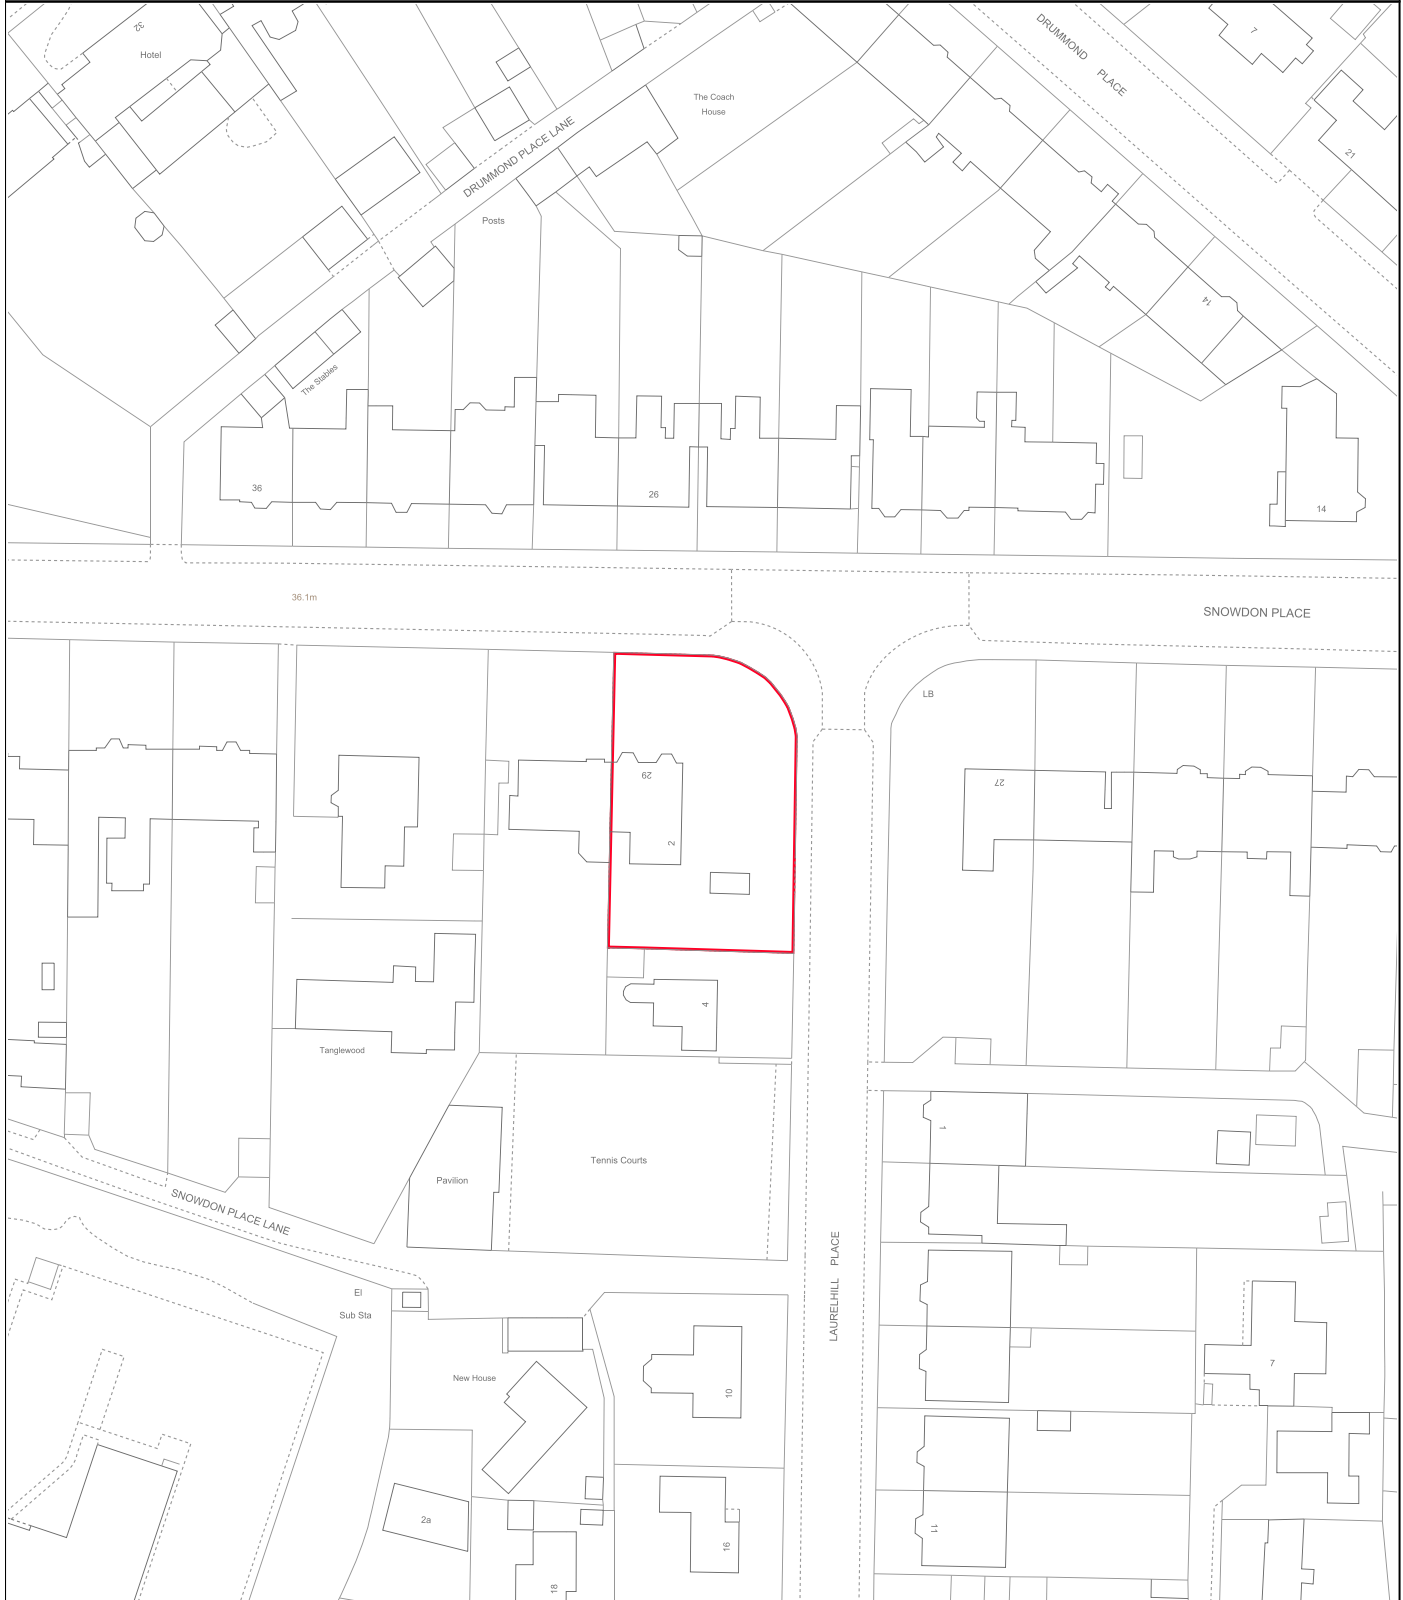 32
Hotel
DRUMMOND PLACE
7
21
The Coach
House
DRUMMOND PLACE LANE
Posts
14
The Stables
36
26
14
36.1m
SNOWDON PLACE
LB
29
27
2
4
Tanglewood
1
Tennis Courts
Pavilion
SNOWDON PLACE LANE
LAURELHILL PLACE
El
Sub Sta
New House
7
10
2a
11
16
18